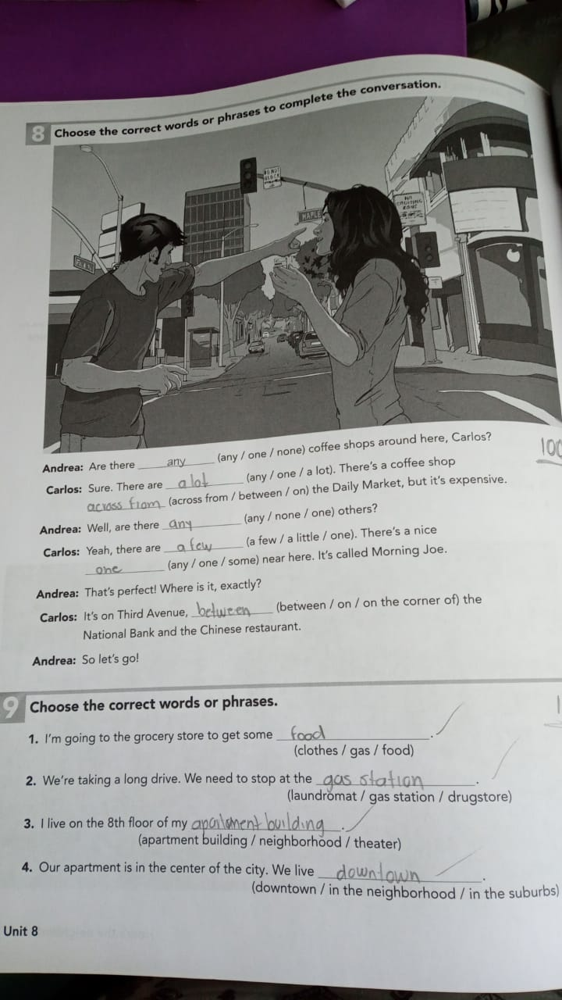 8 Choose the correct words or phrases to complete the conversation.
DO NOT
BLOCK
MAPLE
NO
CRUISING
ZONE
Andrea: Are there any (any / one / none) coffee shops around here, Carlos?
100
Carlos: Sure. There are a lot (any / one / a lot). There's a coffee shop
across from (across from / between / on) the Daily Market, but it's expensive.
Andrea: Well, are there any (any / none / one) others?
Carlos: Yeah, there are a few (a few / a little / one). There's a nice
one (any / one / some) near here. It's called Morning Joe.
Andrea: That's perfect! Where is it, exactly?
Carlos: It's on Third Avenue, between (between / on / on the corner of) the
National Bank and the Chinese restaurant.
Andrea: So let's go!
9 Choose the correct words or phrases.
1. I'm going to the grocery store to get some food.
(clothes / gas / food)
2. We're taking a long drive. We need to stop at the gas station.
(laundromat / gas station / drugstore)
3. I live on the 8th floor of my apartment building.
(apartment building / neighborhood / theater)
4. Our apartment is in the center of the city. We live downtown.
(downtown / in the neighborhood / in the suburbs)
Unit 8